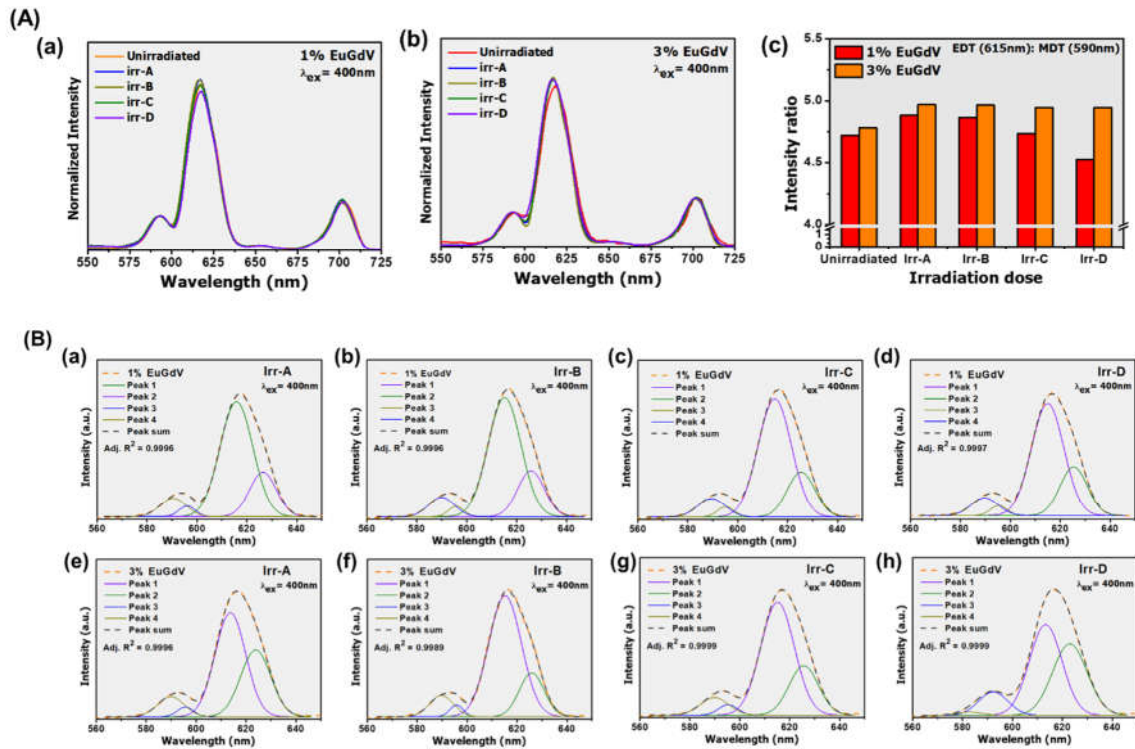 (A)
(a)
Unirradiated
irr-A
irr-B
irr-C
irr-D
1% EuGdV
λex = 400nm
Normalized Intensity
550 575 600 625 650 675 700 725
Wavelength (nm)
(b)
Unirradiated
irr-A
irr-B
irr-C
irr-D
3% EuGdV
λex = 400nm
Normalized Intensity
550 575 600 625 650 675 700 725
Wavelength (nm)
(c)
1% EuGdV
3% EuGdV
EDT (615nm): MDT (590nm)
Intensity ratio
5.5
5.0
4.5
4.0
1
0
Unirradiated Irr-A Irr-B Irr-C Irr-D
Irradiation dose
(B)
(a)
1% EuGdV
Peak 1
Peak 2
Peak 3
Peak 4
Peak sum
Adj. R² = 0.9996
Irr-A
λex = 400nm
Intensity (a.u.)
560 580 600 620 640
Wavelength (nm)
(b)
1% EuGdV
Peak 1
Peak 2
Peak 3
Peak 4
Peak sum
Adj. R² = 0.9996
Irr-B
λex = 400nm
Intensity (a.u.)
560 580 600 620 640
Wavelength (nm)
(c)
1% EuGdV
Peak 1
Peak 2
Peak 3
Peak 4
Peak sum
Irr-C
λex = 400nm
Intensity (a.u.)
560 580 600 620 640
Wavelength (nm)
(d)
1% EuGdV
Peak 1
Peak 2
Peak 3
Peak 4
Peak sum
Adj. R² = 0.9997
Irr-D
λex = 400nm
Intensity (a.u.)
560 580 600 620 640
Wavelength (nm)
(e)
3% EuGdV
Peak 1
Peak 2
Peak 3
Peak 4
Peak sum
Adj. R² = 0.9996
Irr-A
λex = 400nm
Intensity (a.u.)
560 580 600 620 640
Wavelength (nm)
(f)
3% EuGdV
Peak 1
Peak 2
Peak 3
Peak 4
Peak sum
Adj. R² = 0.9989
Irr-B
λex = 400nm
Intensity (a.u.)
560 580 600 620 640
Wavelength (nm)
(g)
3% EuGdV
Peak 1
Peak 2
Peak 3
Peak 4
Peak sum
Adj. R² = 0.9999
Irr-C
λex = 400nm
Intensity (a.u.)
560 580 600 620 640
Wavelength (nm)
(h)
3% EuGdV
Peak 1
Peak 2
Peak 3
Peak 4
Peak sum
Adj. R² = 0.9999
Irr-D
λex = 400nm
Intensity (a.u.)
560 580 600 620 640
Wavelength (nm)